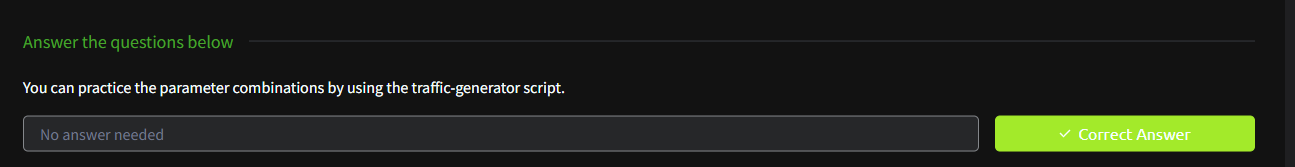 Answer the questions below
You can practice the parameter combinations by using the traffic-generator script.
No answer needed
✓ Correct Answer